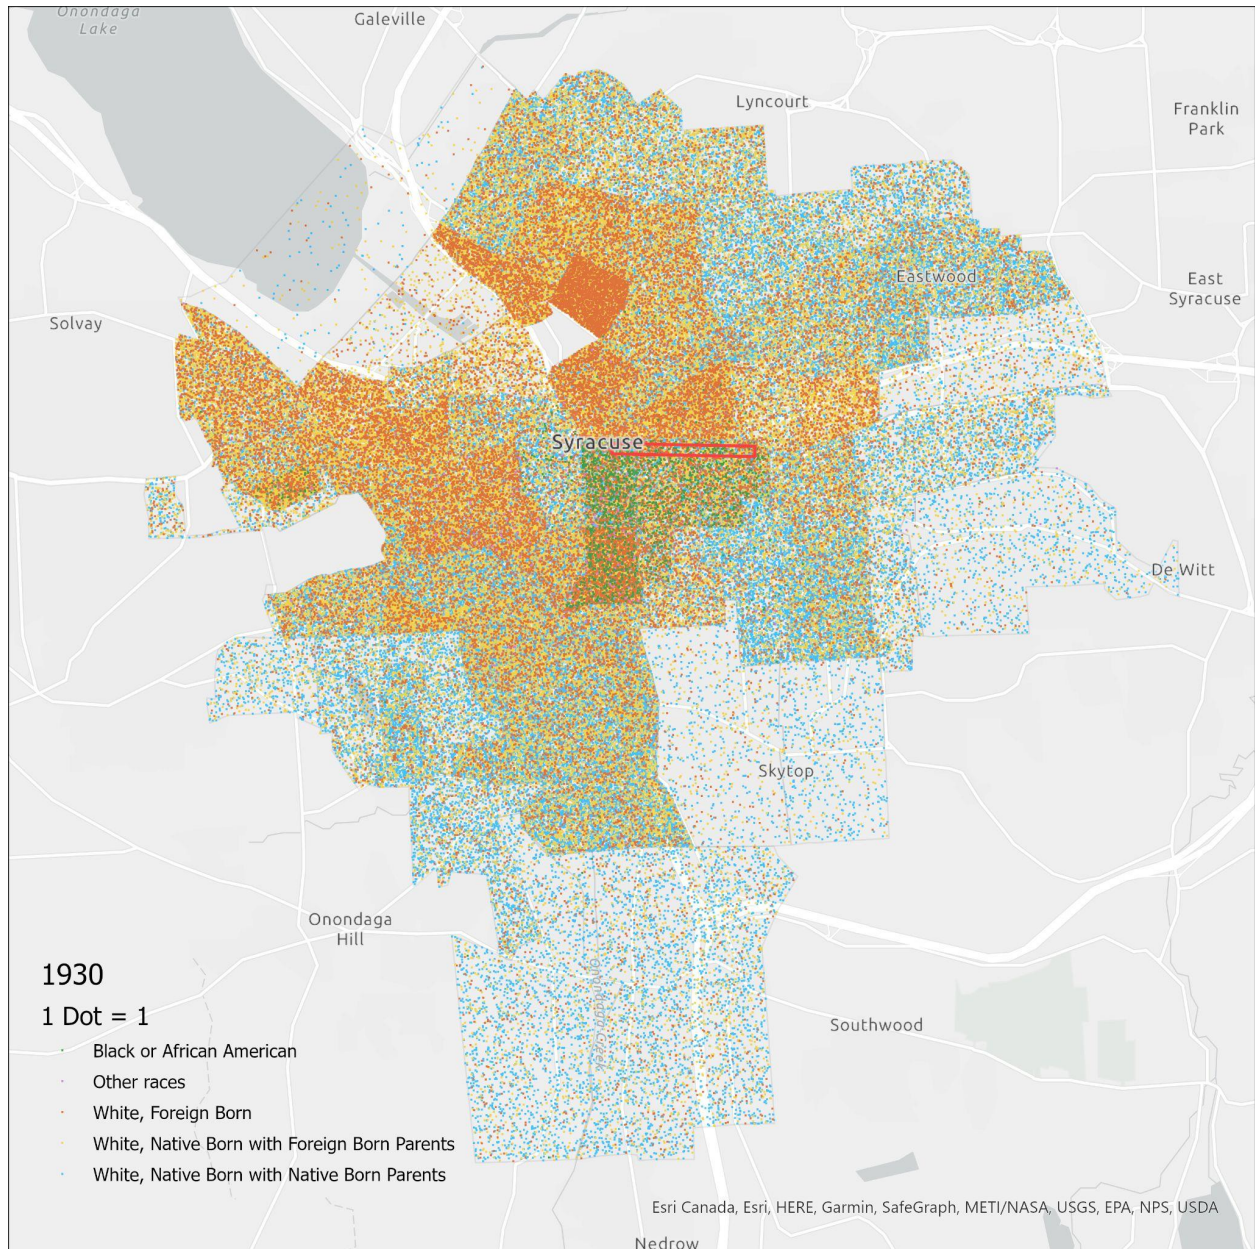 Onondaga
Lake
Galeville
Lyncourt
Franklin
Park
Eastwood
East
Syracuse
Solvay
Syracuse
De Witt
Skytop
Onondaga
Hill
Onondaga Creek
Southwood
1930
1 Dot = 1
Black or African American
Other races
White, Foreign Born
White, Native Born with Foreign Born Parents
White, Native Born with Native Born Parents
Esri Canada, Esri, HERE, Garmin, SafeGraph, METI/NASA, USGS, EPA, NPS, USDA
Nedrow